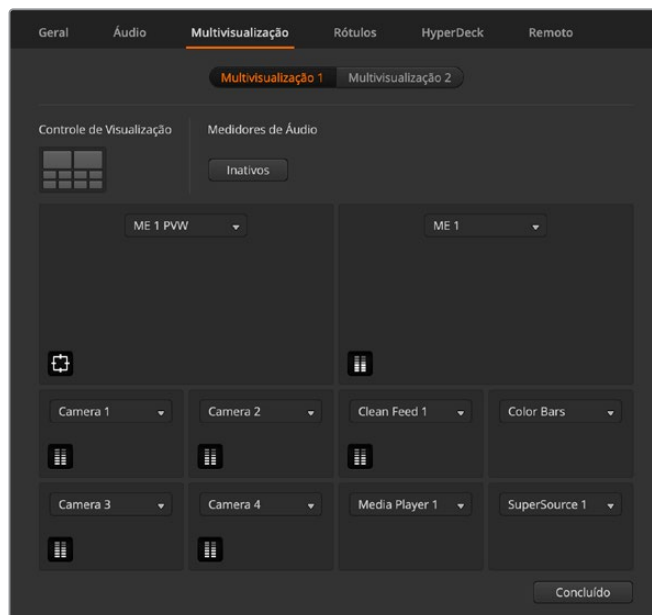 Geral Áudio Multivisualização Rótulos HyperDeck Remoto
Multivisualização 1 Multivisualização 2
Controle de Visualização Medidores de Áudio
Inativos
ME 1 PVW ME 1
Camera 1 Camera 2 Clean Feed 1 Color Bars
Camera 3 Camera 4 Media Player 1 SuperSource 1
Concluído